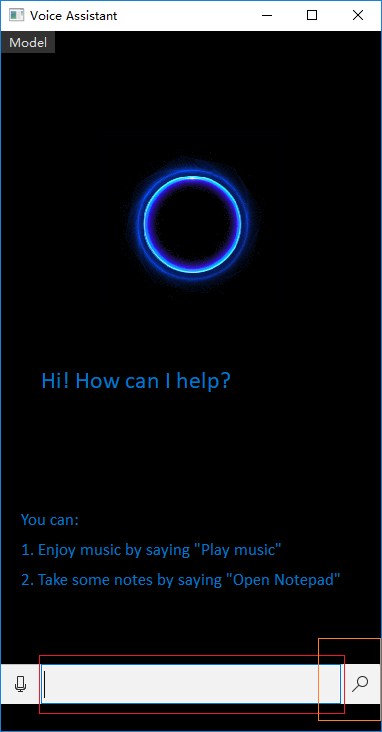 Voice Assistant
Model
Hi! How can I help?
You can:
1. Enjoy music by saying "Play music"
2. Take some notes by saying "Open Notepad"